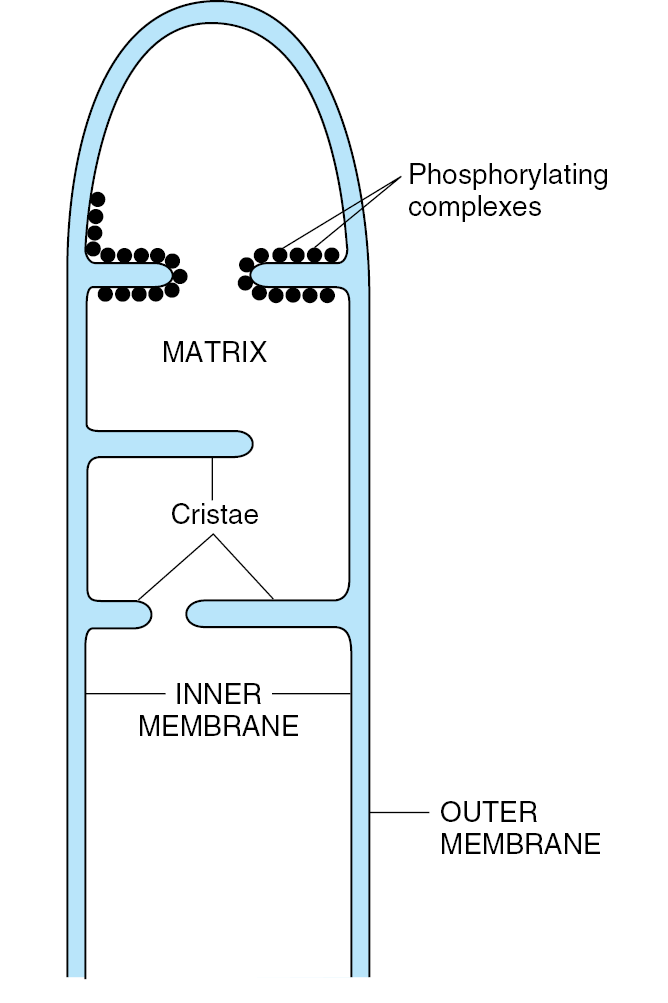 Phosphorylating
complexes
MATRIX
Cristae
INNER
MEMBRANE
OUTER
MEMBRANE